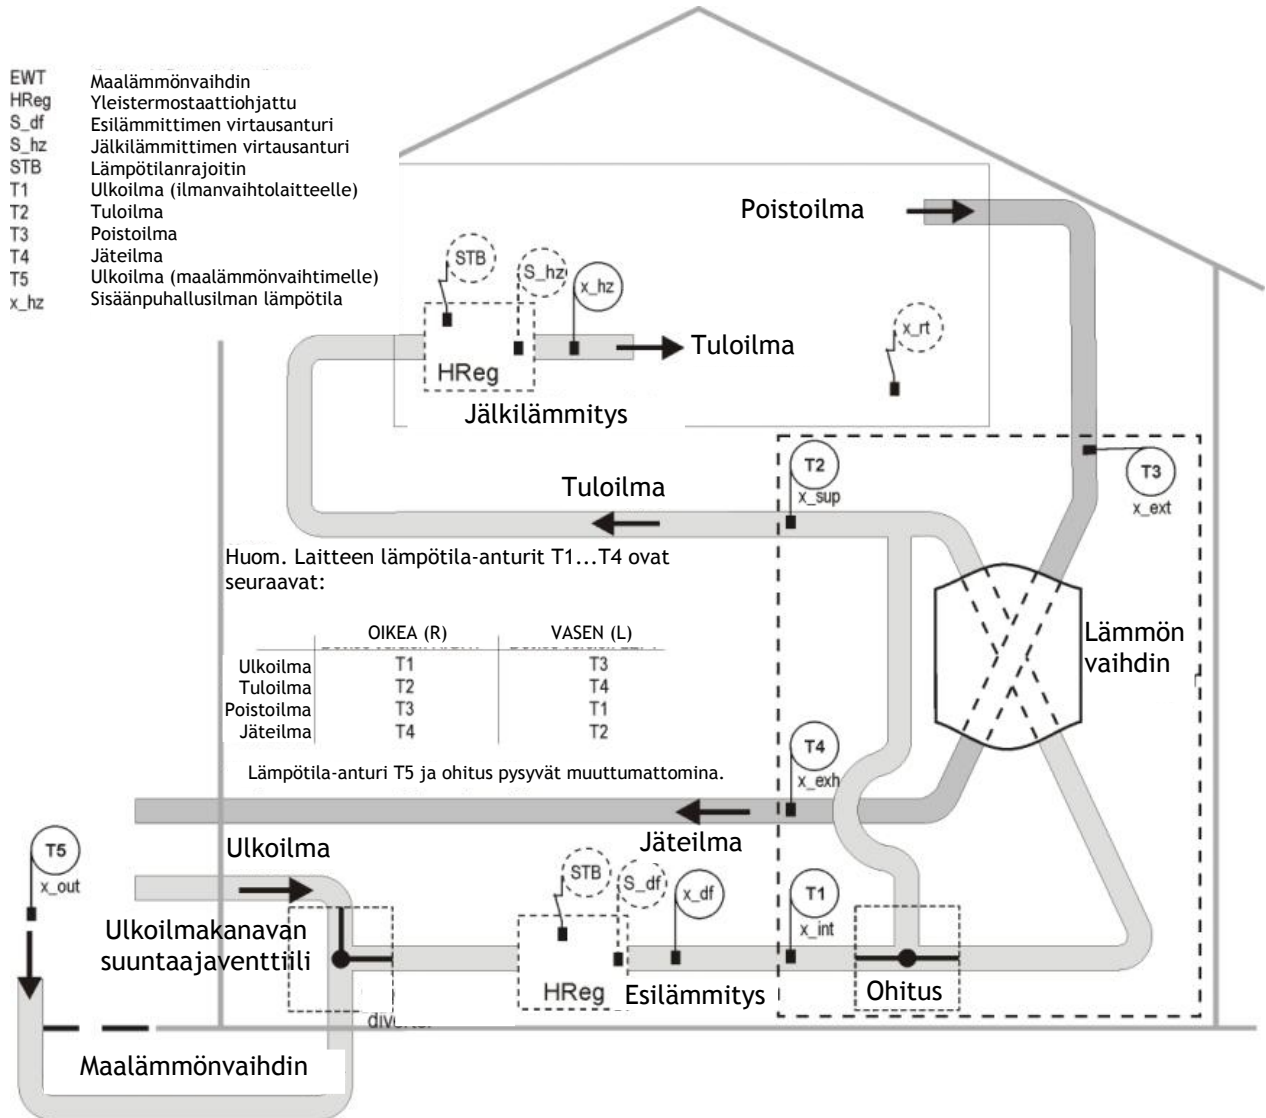 EWT Maalämmönvaihdin
HReg Yleistermostaattiohjattu
S_df Esilämmittimen virtausanturi
S_hz Jälkilämmittimen virtausanturi
STB Lämpötilanrajoitin
T1 Ulkoilma (ilmanvaihtolaitteelle)
T2 Tuloilma
T3 Poistoilma
T4 Jäteilma
T5 Ulkoilma (maalämmönvaihtimelle)
x_hz Sisäänpuhallusilman lämpötila
Poistoilma
STB
S_hz
x_hz
x_rt
Tuloilma
HReg
Jälkilämmitys
T2
x_sup
T3
x_ext
Tuloilma
Huom. Laitteen lämpötila-anturit T1...T4 ovat
seuraavat:
OIKEA (R) VASEN (L)
Ulkoilma T1 T3
Tuloilma T2 T4
Poistoilma T3 T1
Jäteilma T4 T2
Lämpötila-anturi T5 ja ohitus pysyvät muuttumattomina.
Lämmön
vaihdin
T4
x_exh
Jäteilma
Ulkoilma
T5
x_out
STB
S_df
x_df
T1
x_int
Ulkoilmakanavan
suuntaajaventtiili
HReg
Esilämmitys
Ohitus
Maalämmönvaihdin